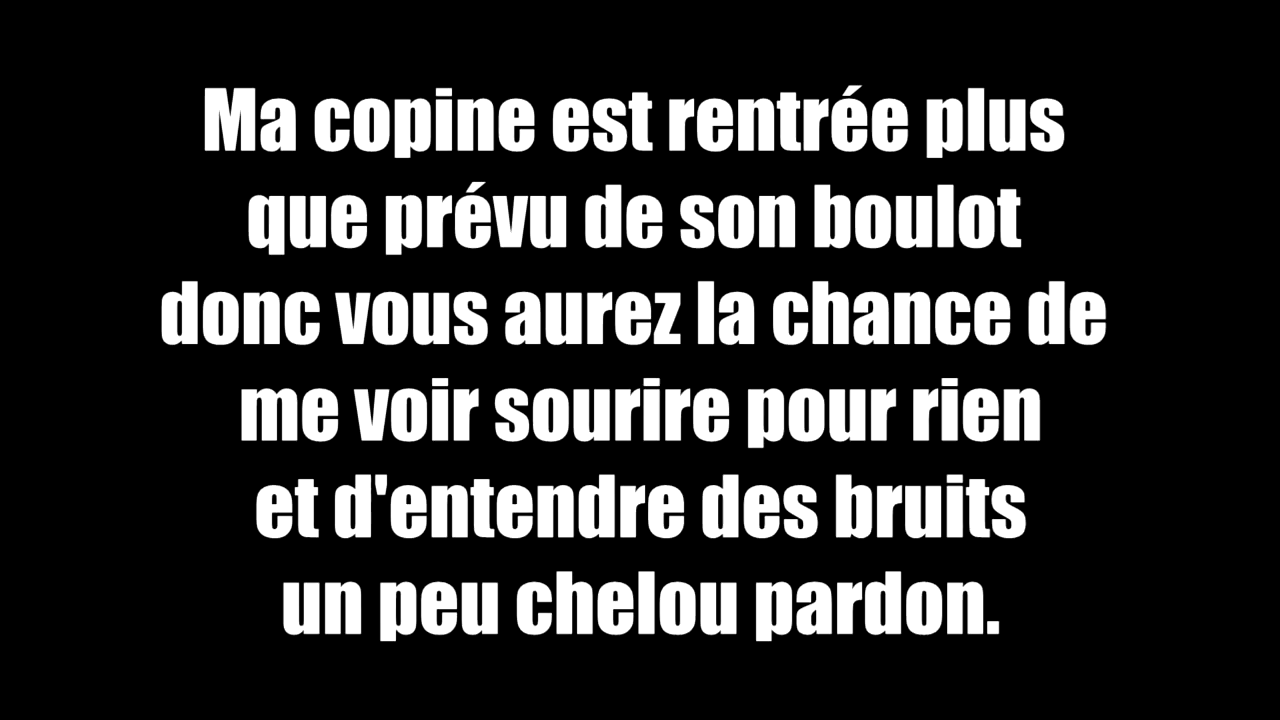 Ma copine est rentrée plus
que prévu de son boulot
donc vous aurez la chance de
me voir sourire pour rien
et d'entendre des bruits
un peu chelou pardon.